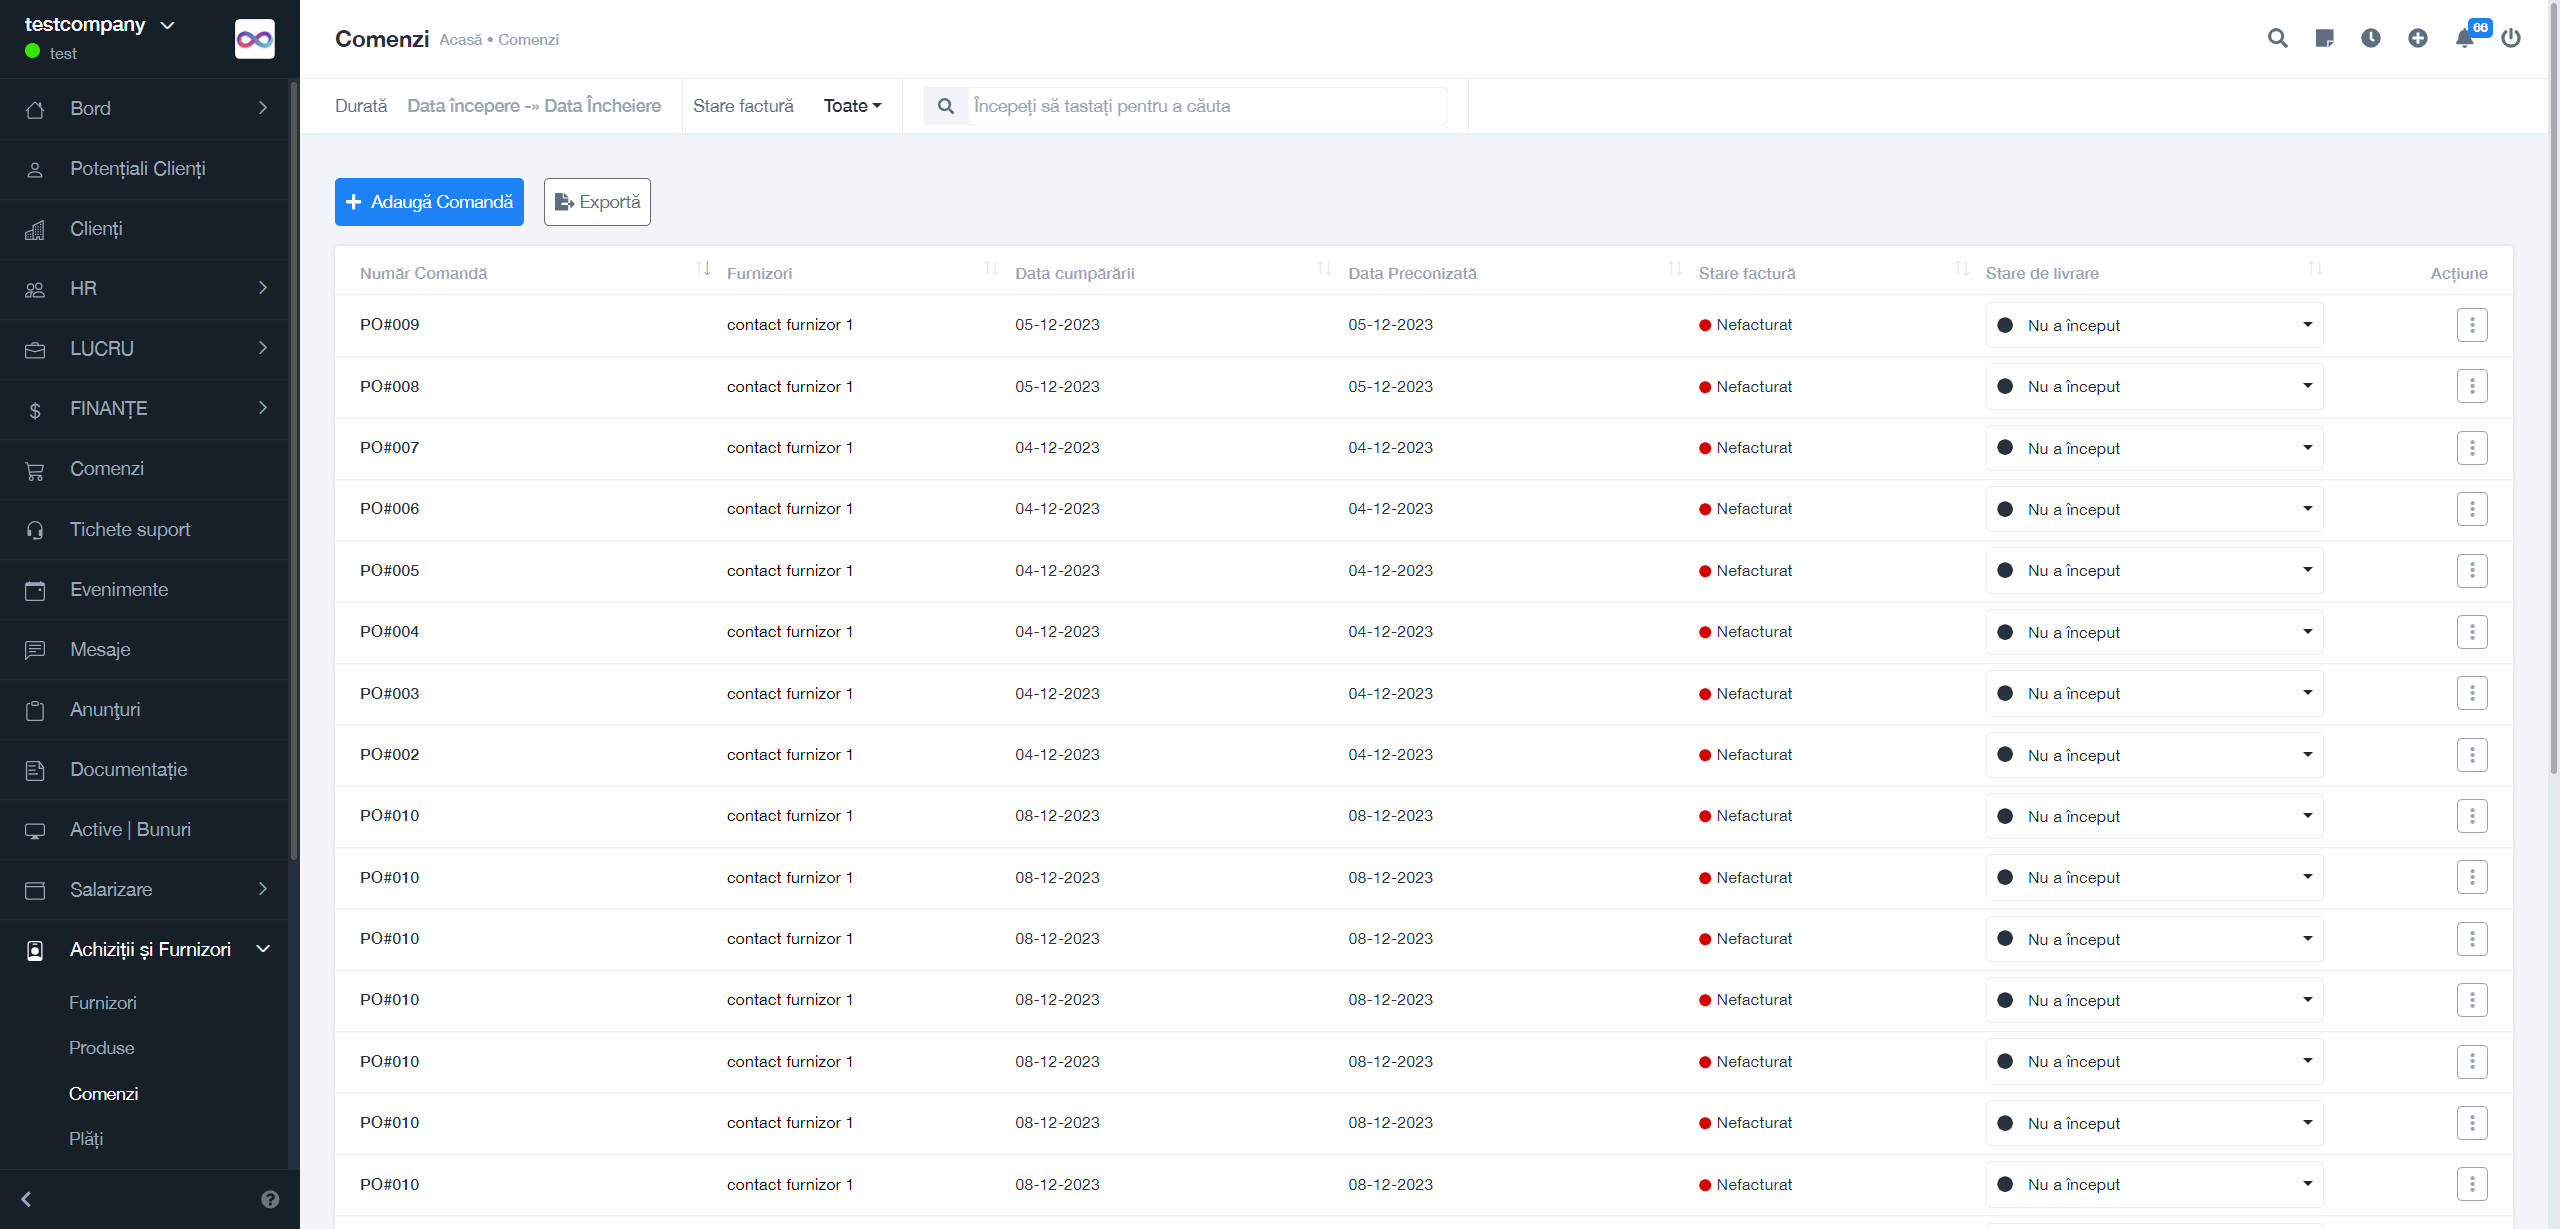 testcompany
test
Bord
Potențiali Clienți
Clienți
HR
LUCRU
FINANȚE
Comenzi
Tichete suport
Evenimente
Mesaje
Anunţuri
Documentație
Active | Bunuri
Salarizare
Achiziții și Furnizori
Furnizori
Produse
Comenzi
Plăți
Comenzi Acasă • Comenzi
66
Durată Data începere -» Data Încheiere Stare factură Toate Începeți să tastați pentru a căuta
Adaugă Comandă Exportă
Număr Comandă Furnizori Data cumpărării Data Preconizată Stare factură Stare de livrare Acțiune
PO#009 contact furnizor 1 05-12-2023 05-12-2023 Nefacturat Nu a început
PO#008 contact furnizor 1 05-12-2023 05-12-2023 Nefacturat Nu a început
PO#007 contact furnizor 1 04-12-2023 04-12-2023 Nefacturat Nu a început
PO#006 contact furnizor 1 04-12-2023 04-12-2023 Nefacturat Nu a început
PO#005 contact furnizor 1 04-12-2023 04-12-2023 Nefacturat Nu a început
PO#004 contact furnizor 1 04-12-2023 04-12-2023 Nefacturat Nu a început
PO#003 contact furnizor 1 04-12-2023 04-12-2023 Nefacturat Nu a început
PO#002 contact furnizor 1 04-12-2023 04-12-2023 Nefacturat Nu a început
PO#010 contact furnizor 1 08-12-2023 08-12-2023 Nefacturat Nu a început
PO#010 contact furnizor 1 08-12-2023 08-12-2023 Nefacturat Nu a început
PO#010 contact furnizor 1 08-12-2023 08-12-2023 Nefacturat Nu a început
PO#010 contact furnizor 1 08-12-2023 08-12-2023 Nefacturat Nu a început
PO#010 contact furnizor 1 08-12-2023 08-12-2023 Nefacturat Nu a început
PO#010 contact furnizor 1 08-12-2023 08-12-2023 Nefacturat Nu a început
PO#010 contact furnizor 1 08-12-2023 08-12-2023 Nefacturat Nu a început